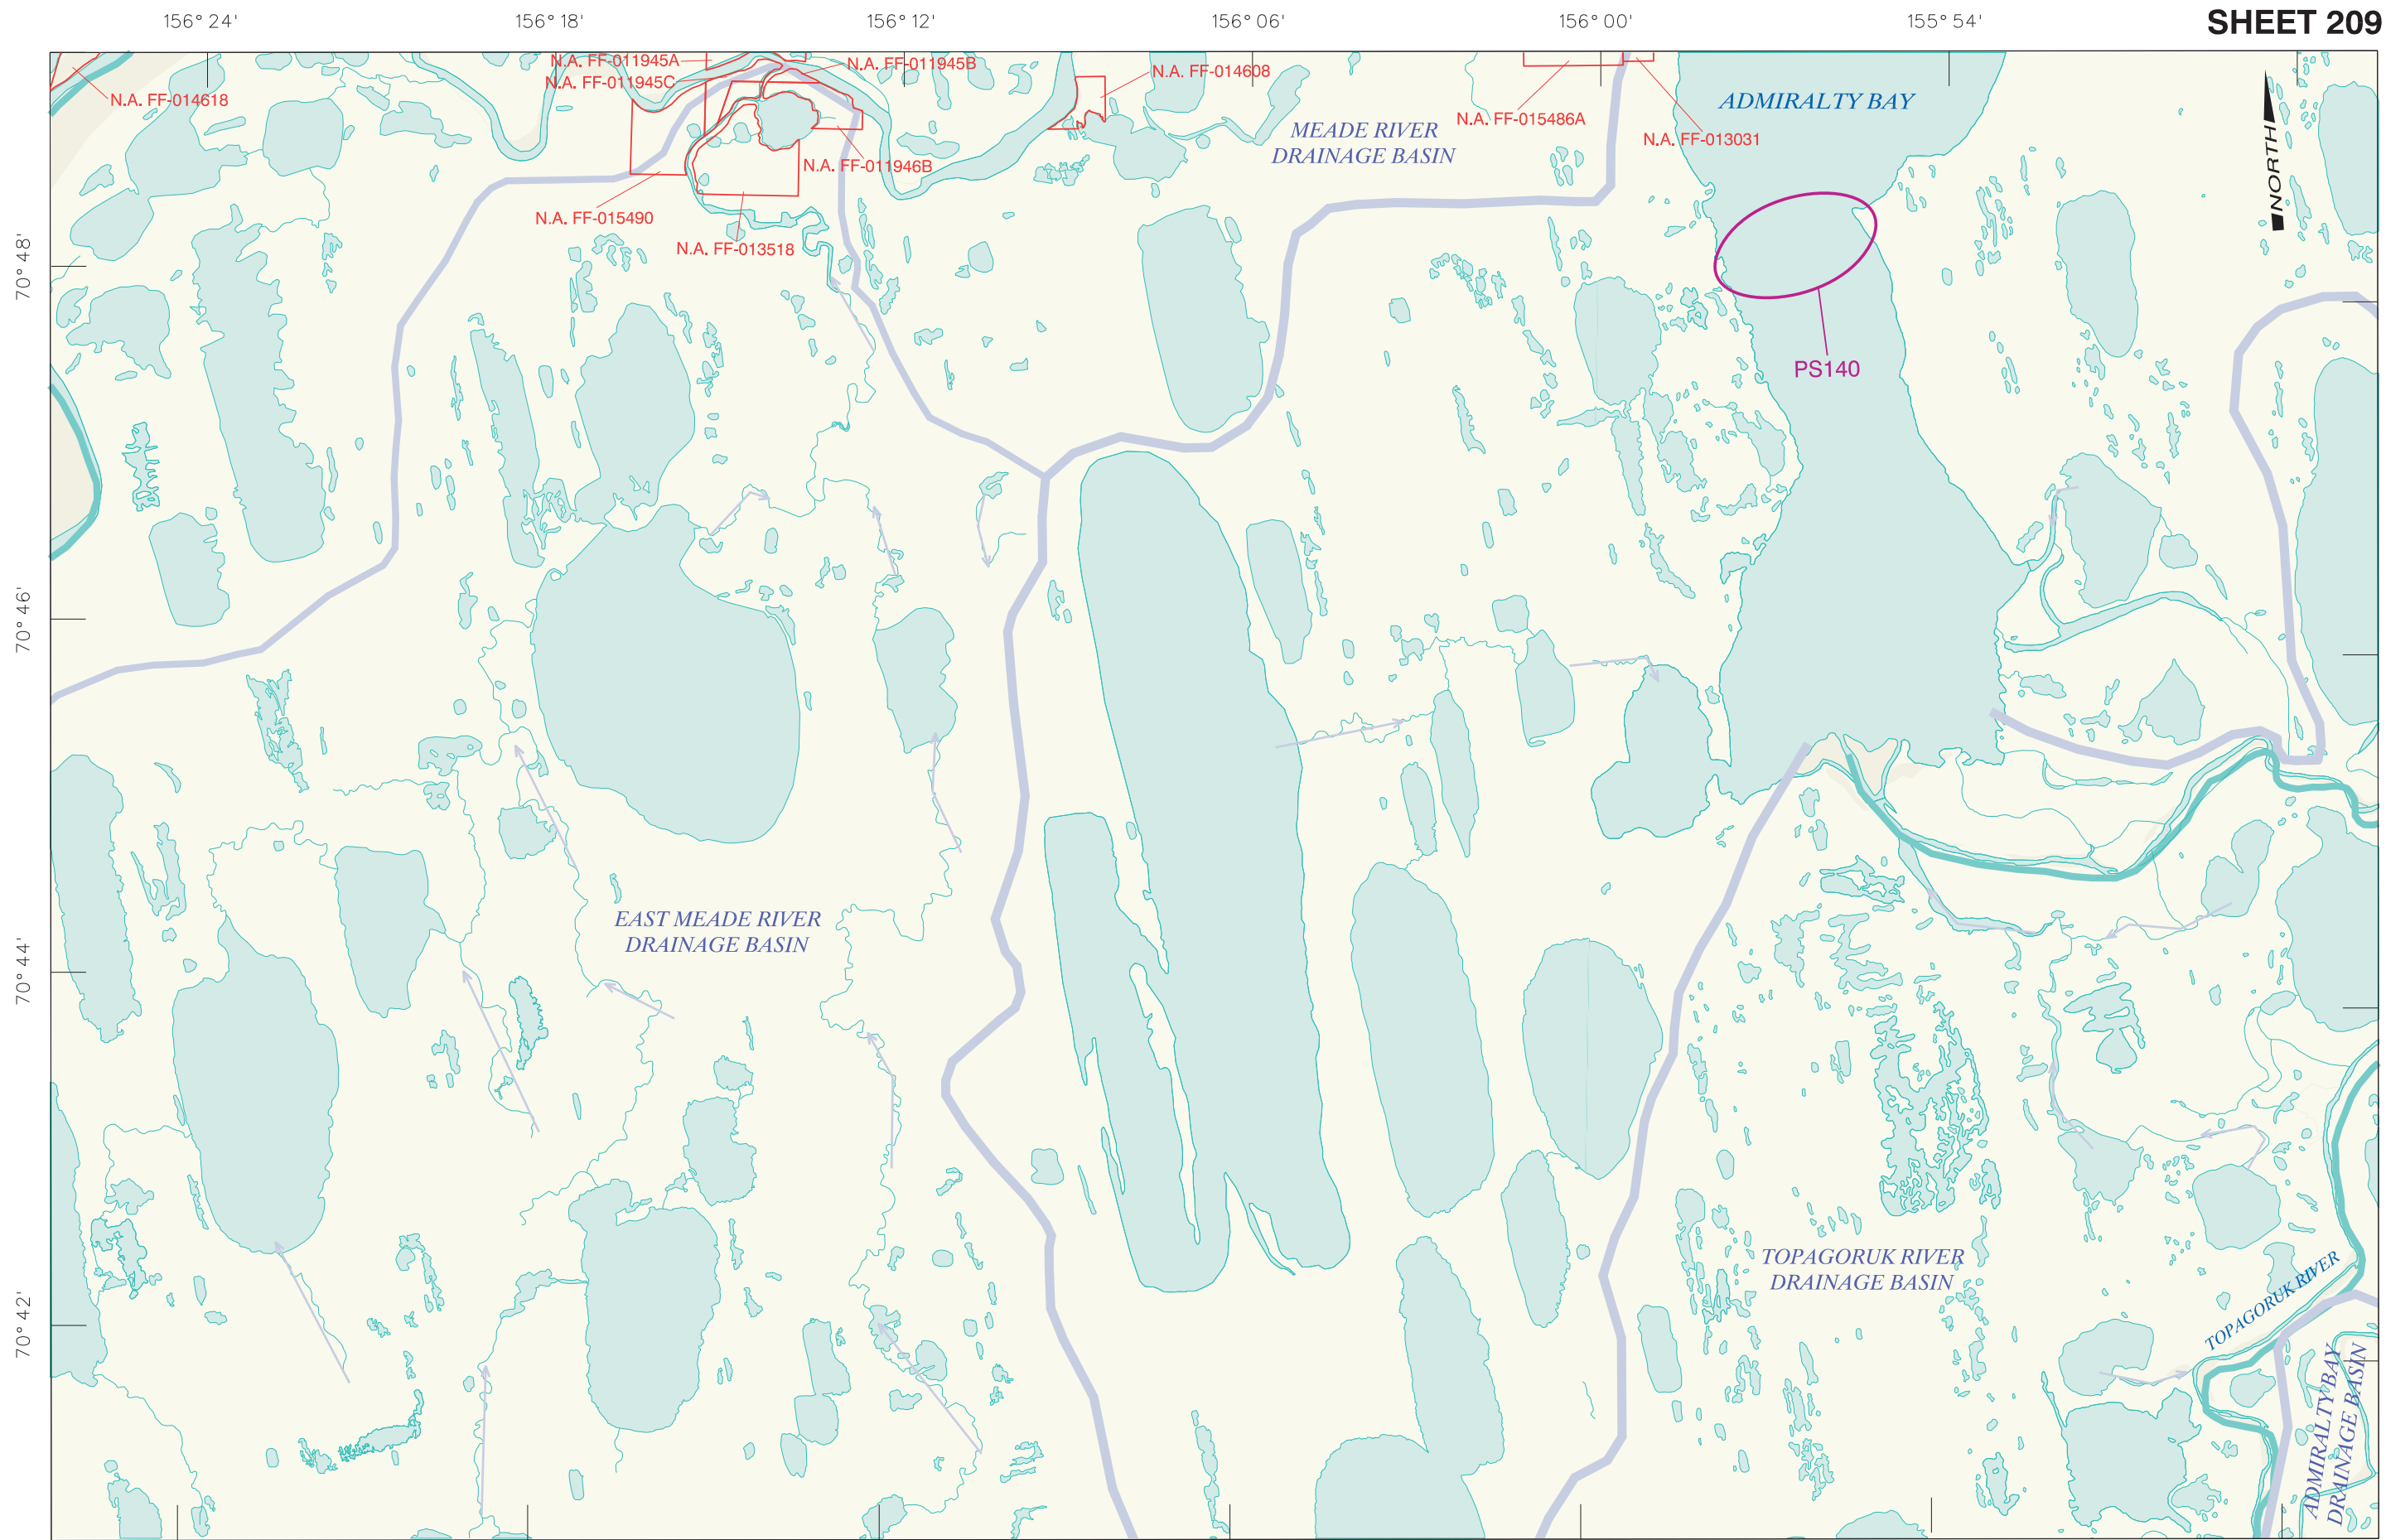 156° 24'
156° 18'
156° 12'
156° 06'
156° 00'
155° 54'
SHEET 209
N.A. FF-014618
N.A. FF-011945A
N.A. FF-011945C
N.A. FF-011945B
N.A. FF-014608
N.A. FF-011946B
N.A. FF-015490
N.A. FF-013518
MEADE RIVER
DRAINAGE BASIN
N.A. FF-015486A
N.A. FF-013031
ADMIRALTY BAY
NORTH
PS140
70° 48'
70° 46'
70° 44'
70° 42'
EAST MEADE RIVER
DRAINAGE BASIN
TOPAGORUK RIVER
DRAINAGE BASIN
TOPAGORUK RIVER
ADMIRALTY BAY
DRAINAGE BASIN